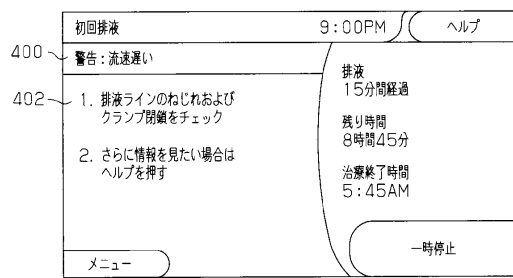 初回排液 9:00PM ヘルプ
400
警告:流速遅い
402
1. 排液ラインのねじれおよび
クランプ閉鎖をチェック
2. さらに情報を見たい場合は
ヘルプを押す
排液
15分間経過
残り時間
8時間45分
治療終了時間
5:45AM
メニュー
一時停止